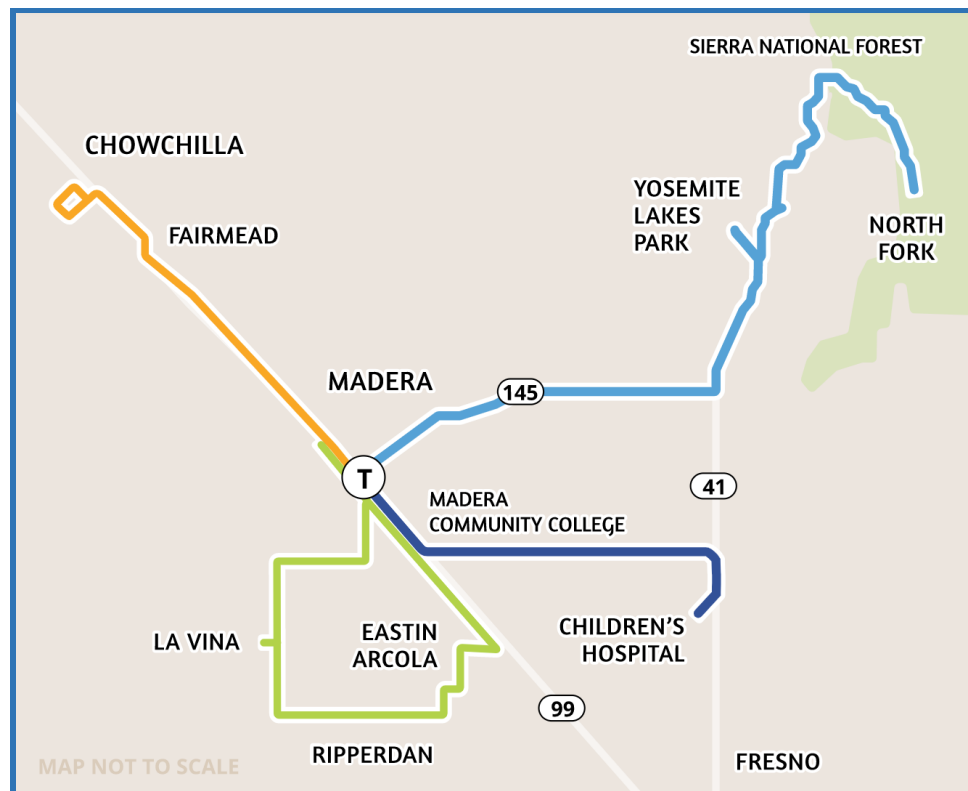 SIERRA NATIONAL FOREST
CHOWCHILLA
YOSEMITE
LAKES
PARK
FAIRMEAD
NORTH
FORK
MADERA
145
T
41
MADERA
COMMUNITY COLLEGE
LA VINA
EASTIN
ARCOLA
CHILDREN'S
HOSPITAL
99
RIPPERDAN
FRESNO
MAP NOT TO SCALE